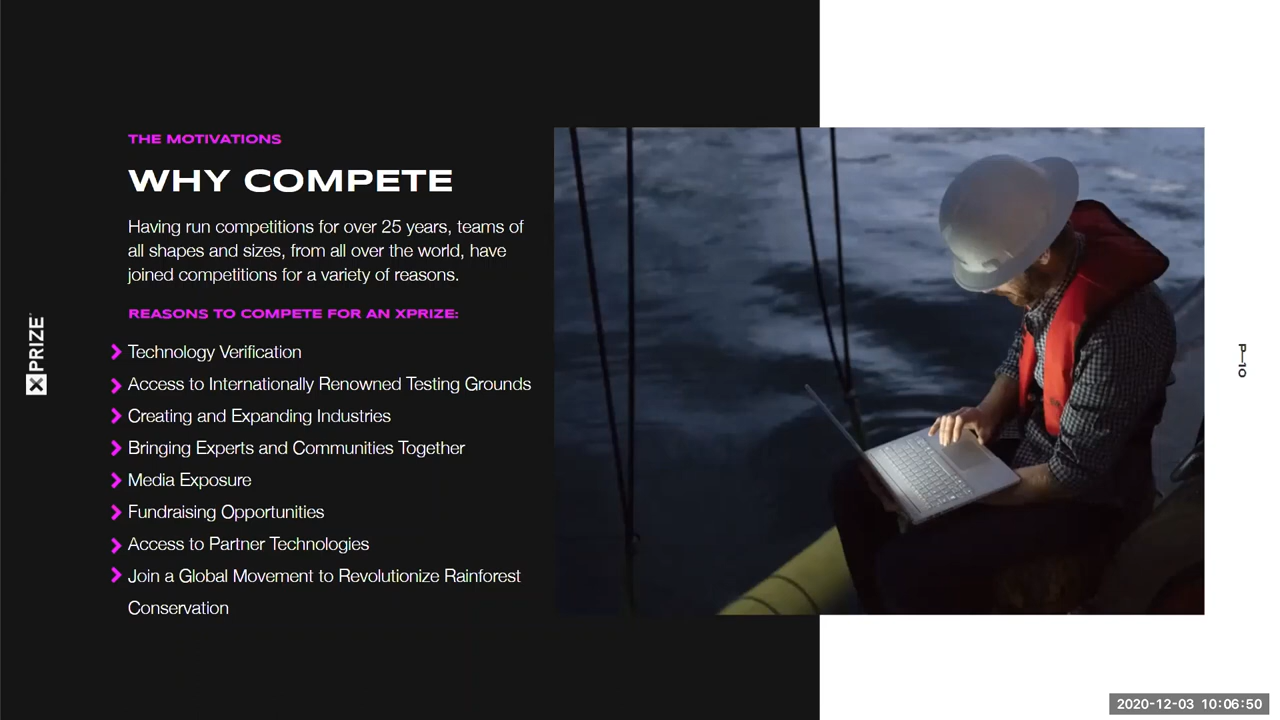 THE MOTIVATIONS
WHY COMPETE
Having run competitions for over 25 years, teams of
all shapes and sizes, from all over the world, have
joined competitions for a variety of reasons.
REASONS TO COMPETE FOR AN XPRIZE:
Technology Verification
Access to Internationally Renowned Testing Grounds
Creating and Expanding Industries
Bringing Experts and Communities Together
Media Exposure
Fundraising Opportunities
Access to Partner Technologies
Join a Global Movement to Revolutionize Rainforest
Conservation
XPRIZE
P—10
2020-12-03 10:06:50